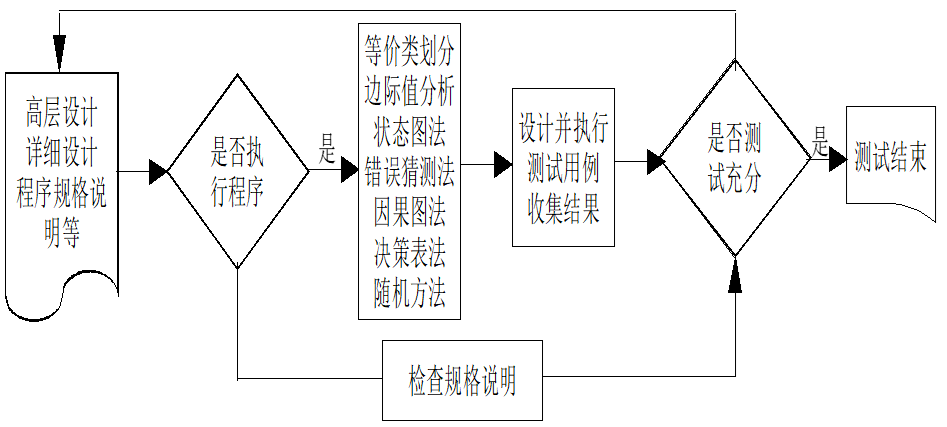 高层设计
详细设计
程序规格说
明等
是否执
行程序
是
等价类划分
边际值分析
状态图法
错误猜测法
因果图法
决策表法
随机方法
设计并执行
测试用例
收集结果
是否测
试充分
是
测试结束
检查规格说明